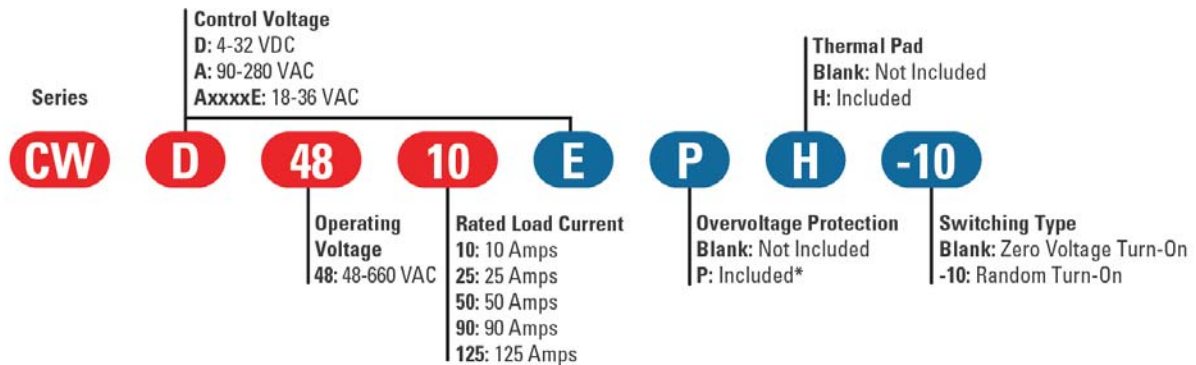 Control Voltage
D: 4-32 VDC
A: 90-280 VAC
AxxxxE: 18-36 VAC
Thermal Pad
Blank: Not Included
H: Included
Series
CW
D
48
10
E
P
H
-10
Operating
Voltage
48: 48-660 VAC
Rated Load Current
10: 10 Amps
25: 25 Amps
50: 50 Amps
90: 90 Amps
125: 125 Amps
Overvoltage Protection
Blank: Not Included
P: Included*
Switching Type
Blank: Zero Voltage Turn-On
-10: Random Turn-On